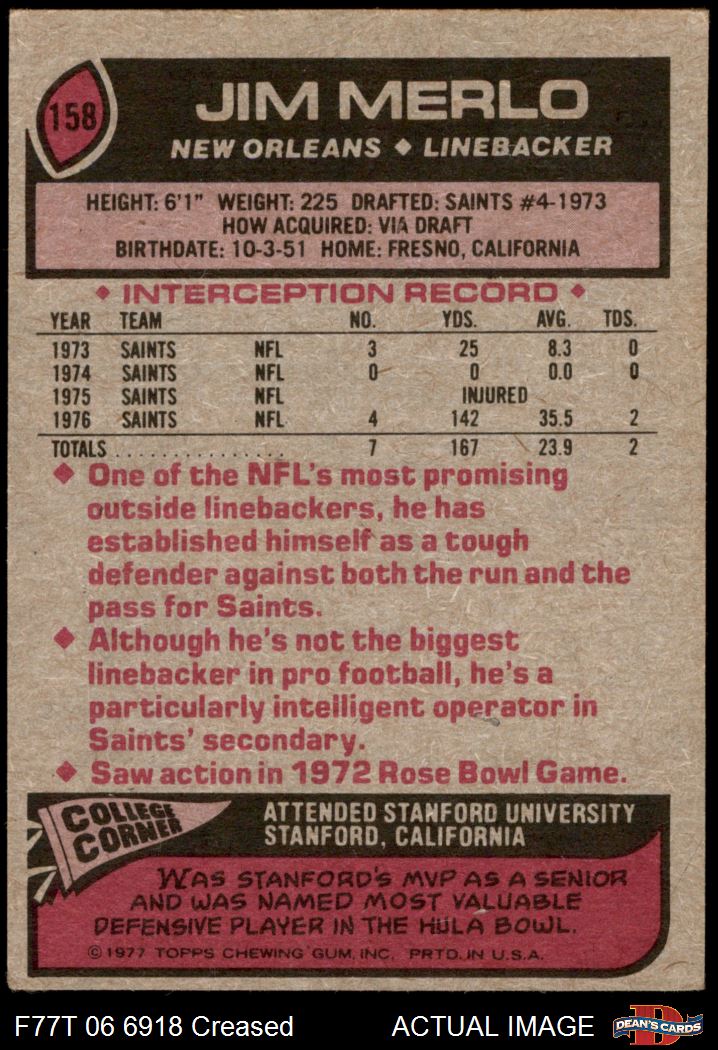 158
JIM MERLO
NEW ORLEANS ◆ LINEBACKER
HEIGHT: 6'1" WEIGHT: 225 DRAFTED: SAINTS #4-1973
HOW ACQUIRED: VIA DRAFT
BIRTHDATE: 10-3-51 HOME: FRESNO, CALIFORNIA
◆ INTERCEPTION RECORD ◆
YEAR TEAM NO. YDS. AVG. TDS.
1973 SAINTS NFL 3 25 8.3 0
1974 SAINTS NFL 0 0 0.0 0
1975 SAINTS NFL INJURED
1976 SAINTS NFL 4 142 35.5 2
TOTALS . . . . . . . . . . . . . . . . 7 167 23.9 2
◆ One of the NFL's most promising
outside linebackers, he has
established himself as a tough
defender against both the run and the
pass for Saints.
◆ Although he's not the biggest
linebacker in pro football, he's a
particularly intelligent operator in
Saints' secondary.
◆ Saw action in 1972 Rose Bowl Game.
COLLEGE
CORNER
ATTENDED STANFORD UNIVERSITY
STANFORD, CALIFORNIA
WAS STANFORD'S MVP AS A SENIOR
AND WAS NAMED MOST VALUABLE
DEFENSIVE PLAYER IN THE HULA BOWL.
© 1977 TOPPS CHEWING GUM, INC. PRTD. IN U.S.A.
F77T 06 6918 Creased ACTUAL IMAGE DEAN'S CARDS